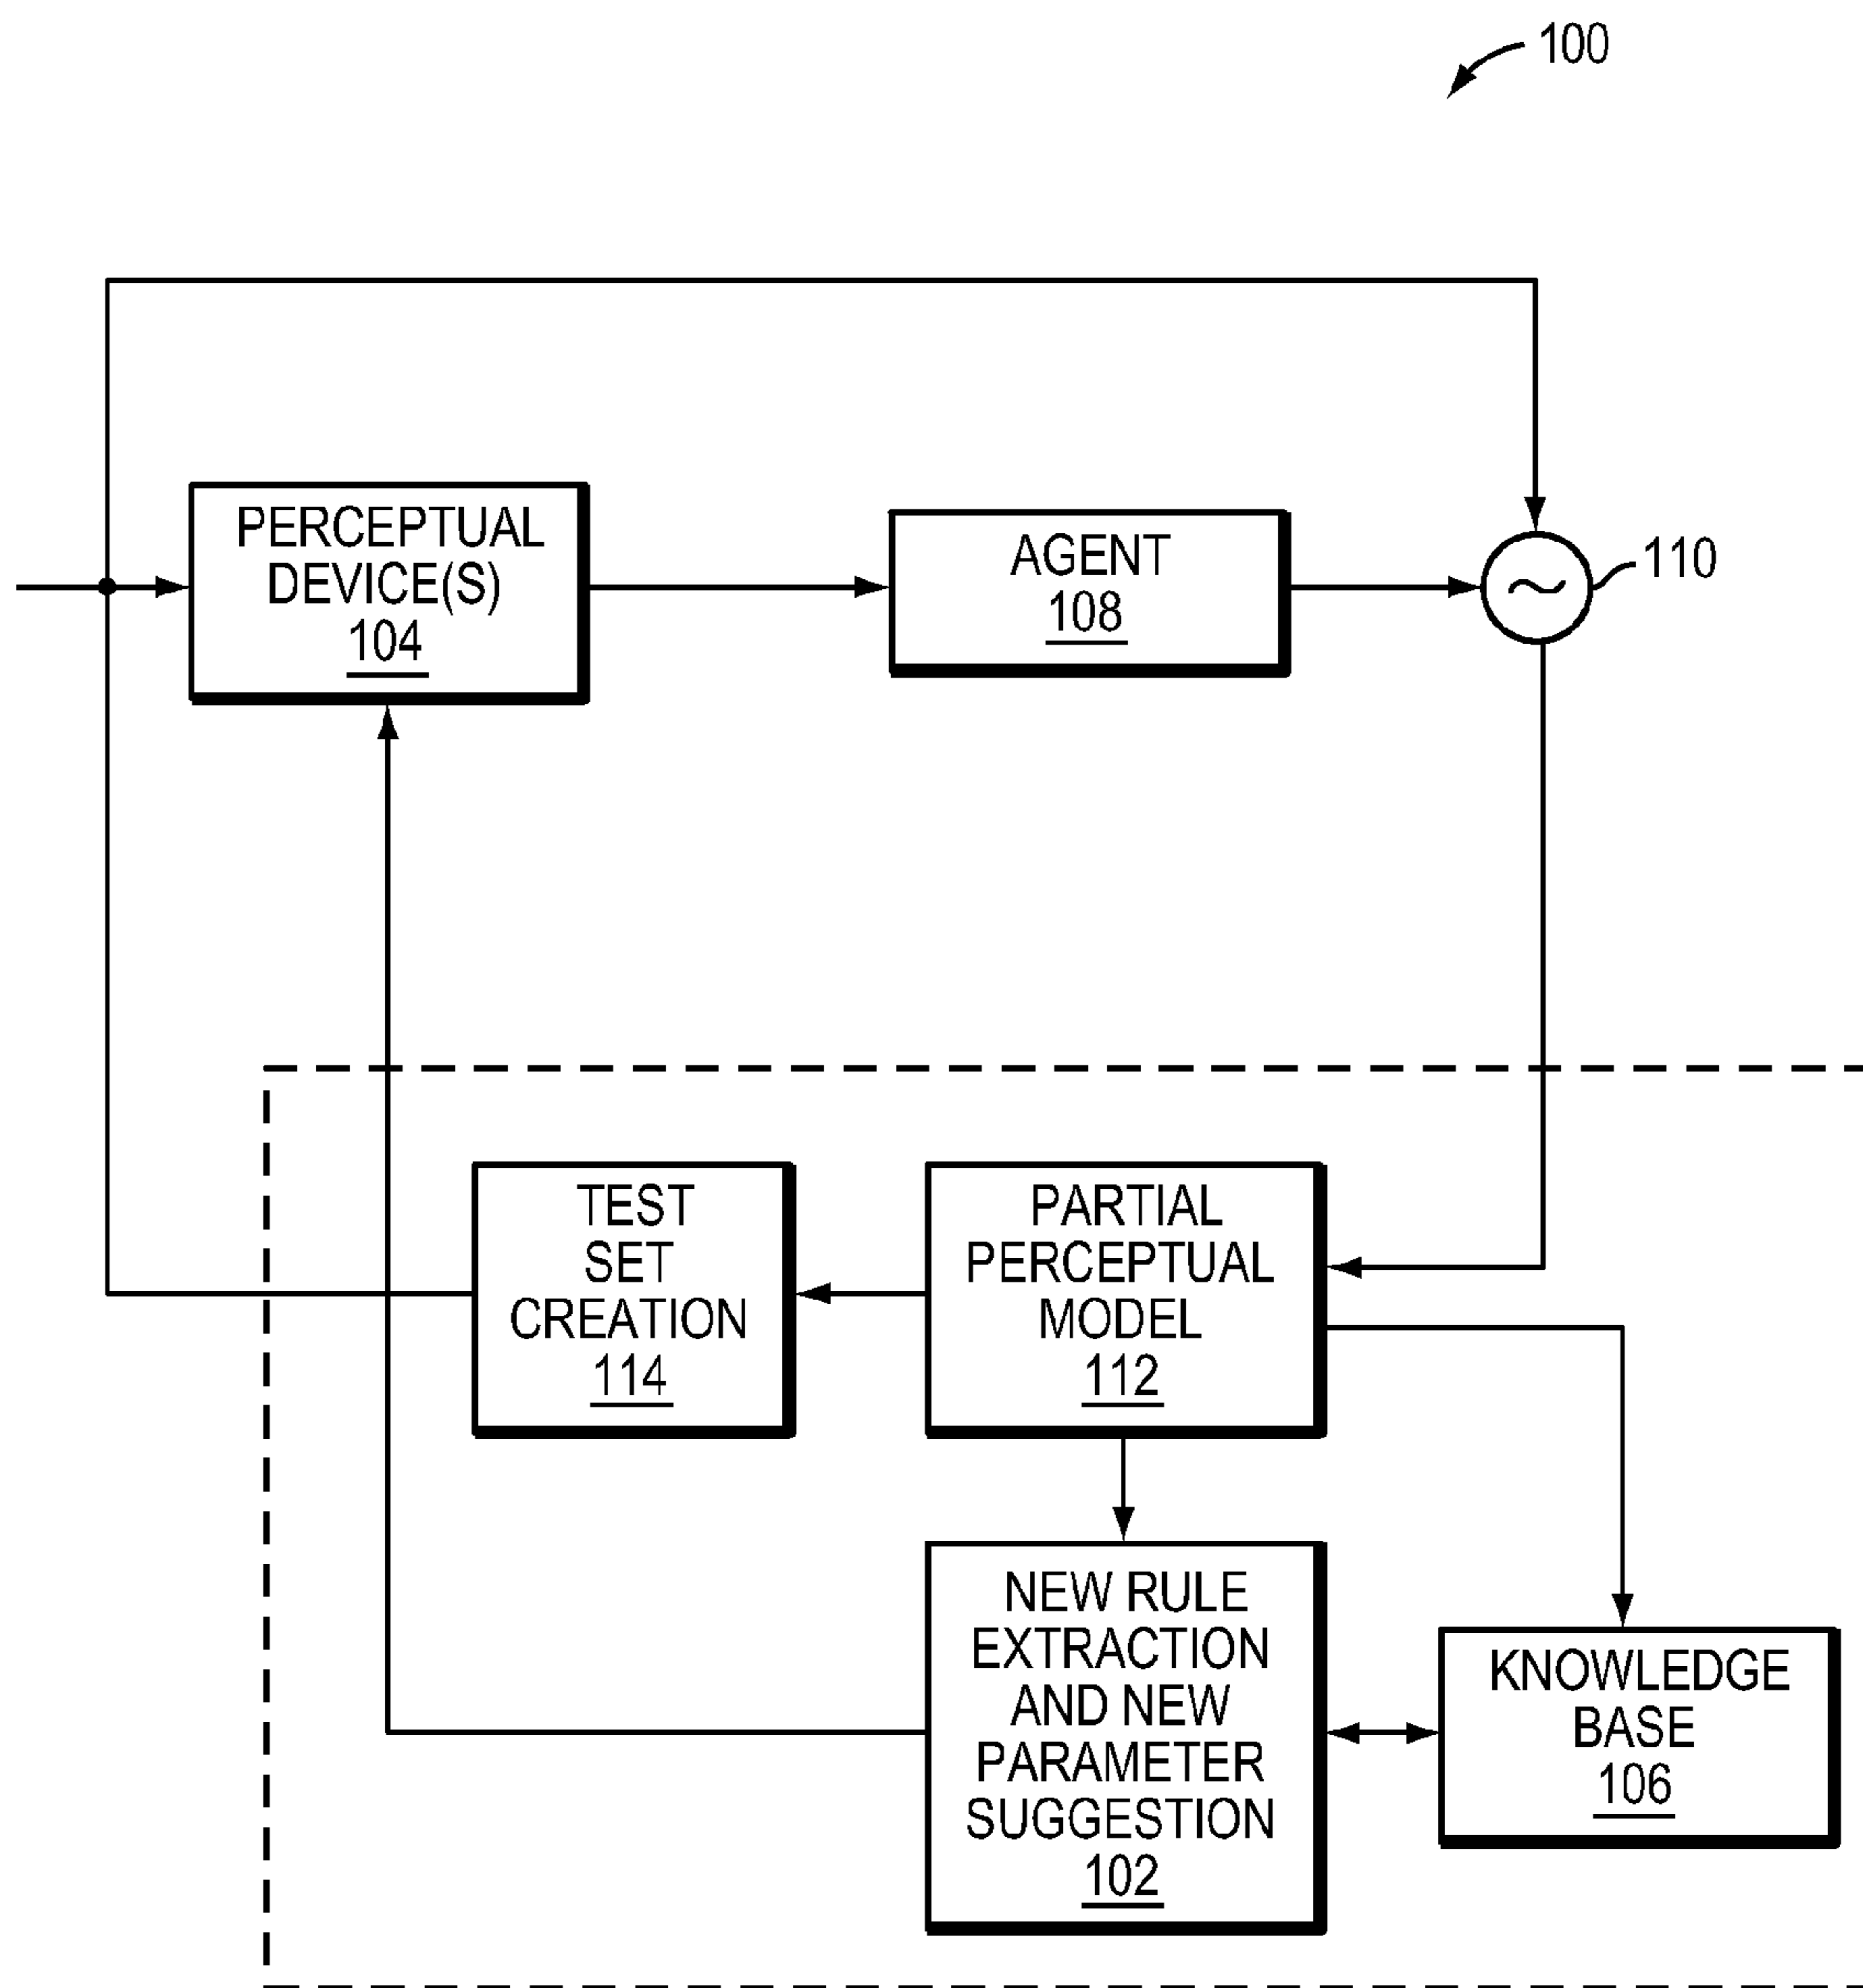 100
PERCEPTUAL
DEVICE(S)
104
AGENT
108
110
TEST
SET
CREATION
114
PARTIAL
PERCEPTUAL
MODEL
112
NEW RULE
EXTRACTION
AND NEW
PARAMETER
SUGGESTION
102
KNOWLEDGE
BASE
106